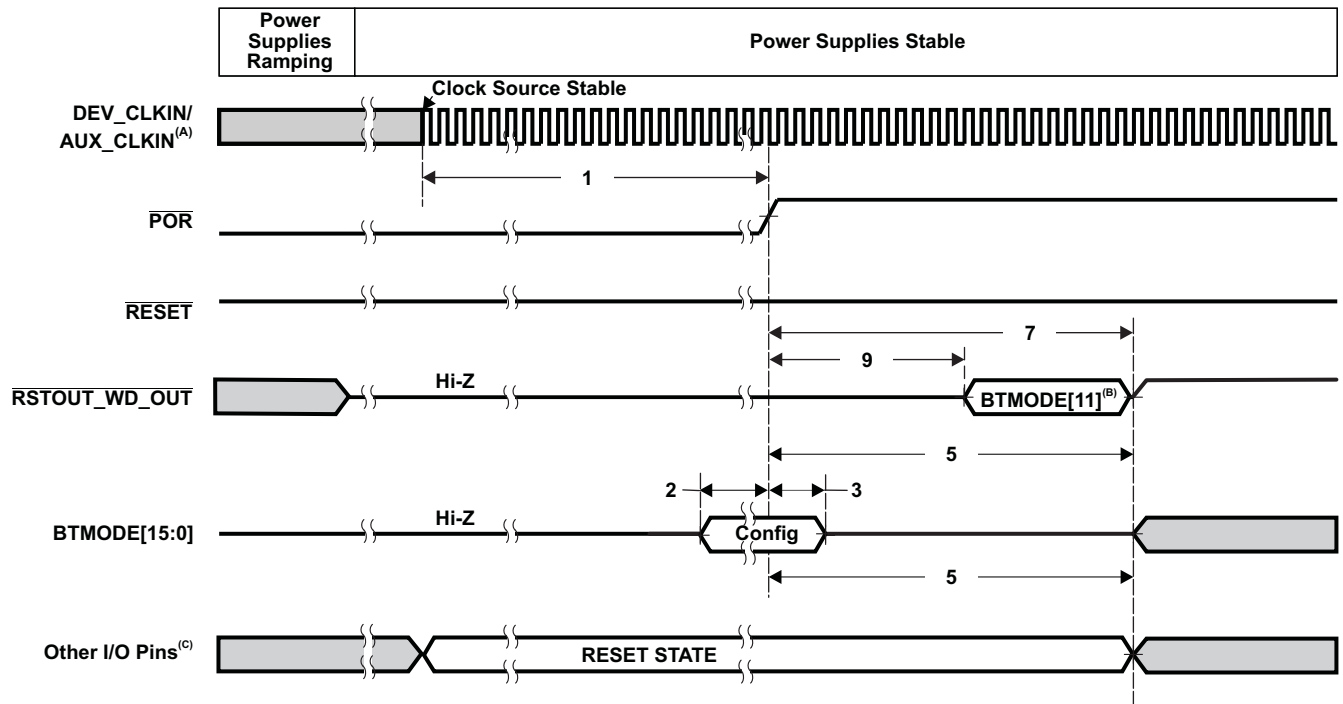 Power
Supplies
Ramping
Power Supplies Stable
Clock Source Stable
DEV_CLKIN/
AUX_CLKIN(A)
1
POR
RESET
7
9
RSTOUT_WD_OUT
Hi-Z
BTMODE[11](B)
5
2
3
BTMODE[15:0]
Hi-Z
Config
5
Other I/O Pins(C)
RESET STATE